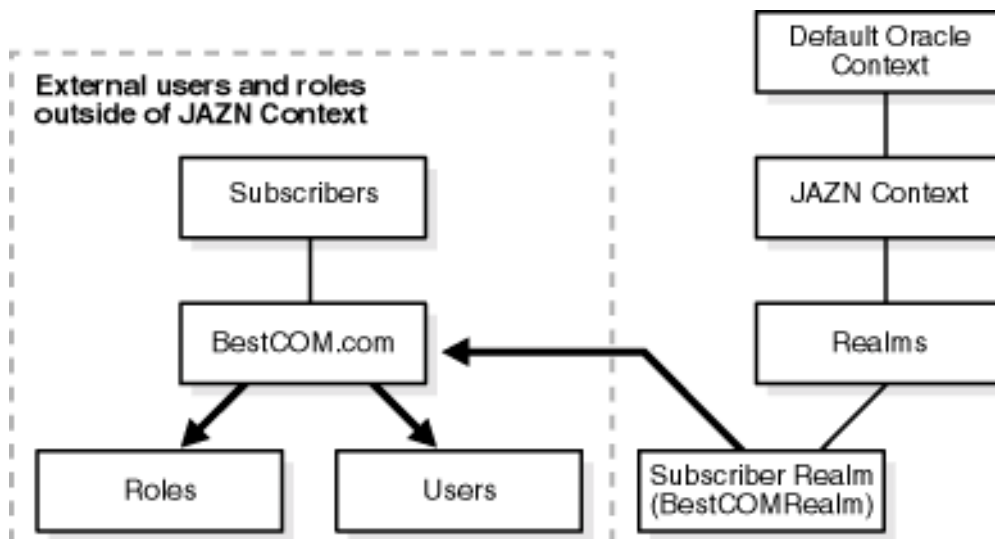 Default Oracle
Context
External users and roles
outside of JAZN Context
Subscribers
JAZN Context
BestCOM.com
Realms
Roles
Users
Subscriber Realm
(BestCOMRealm)